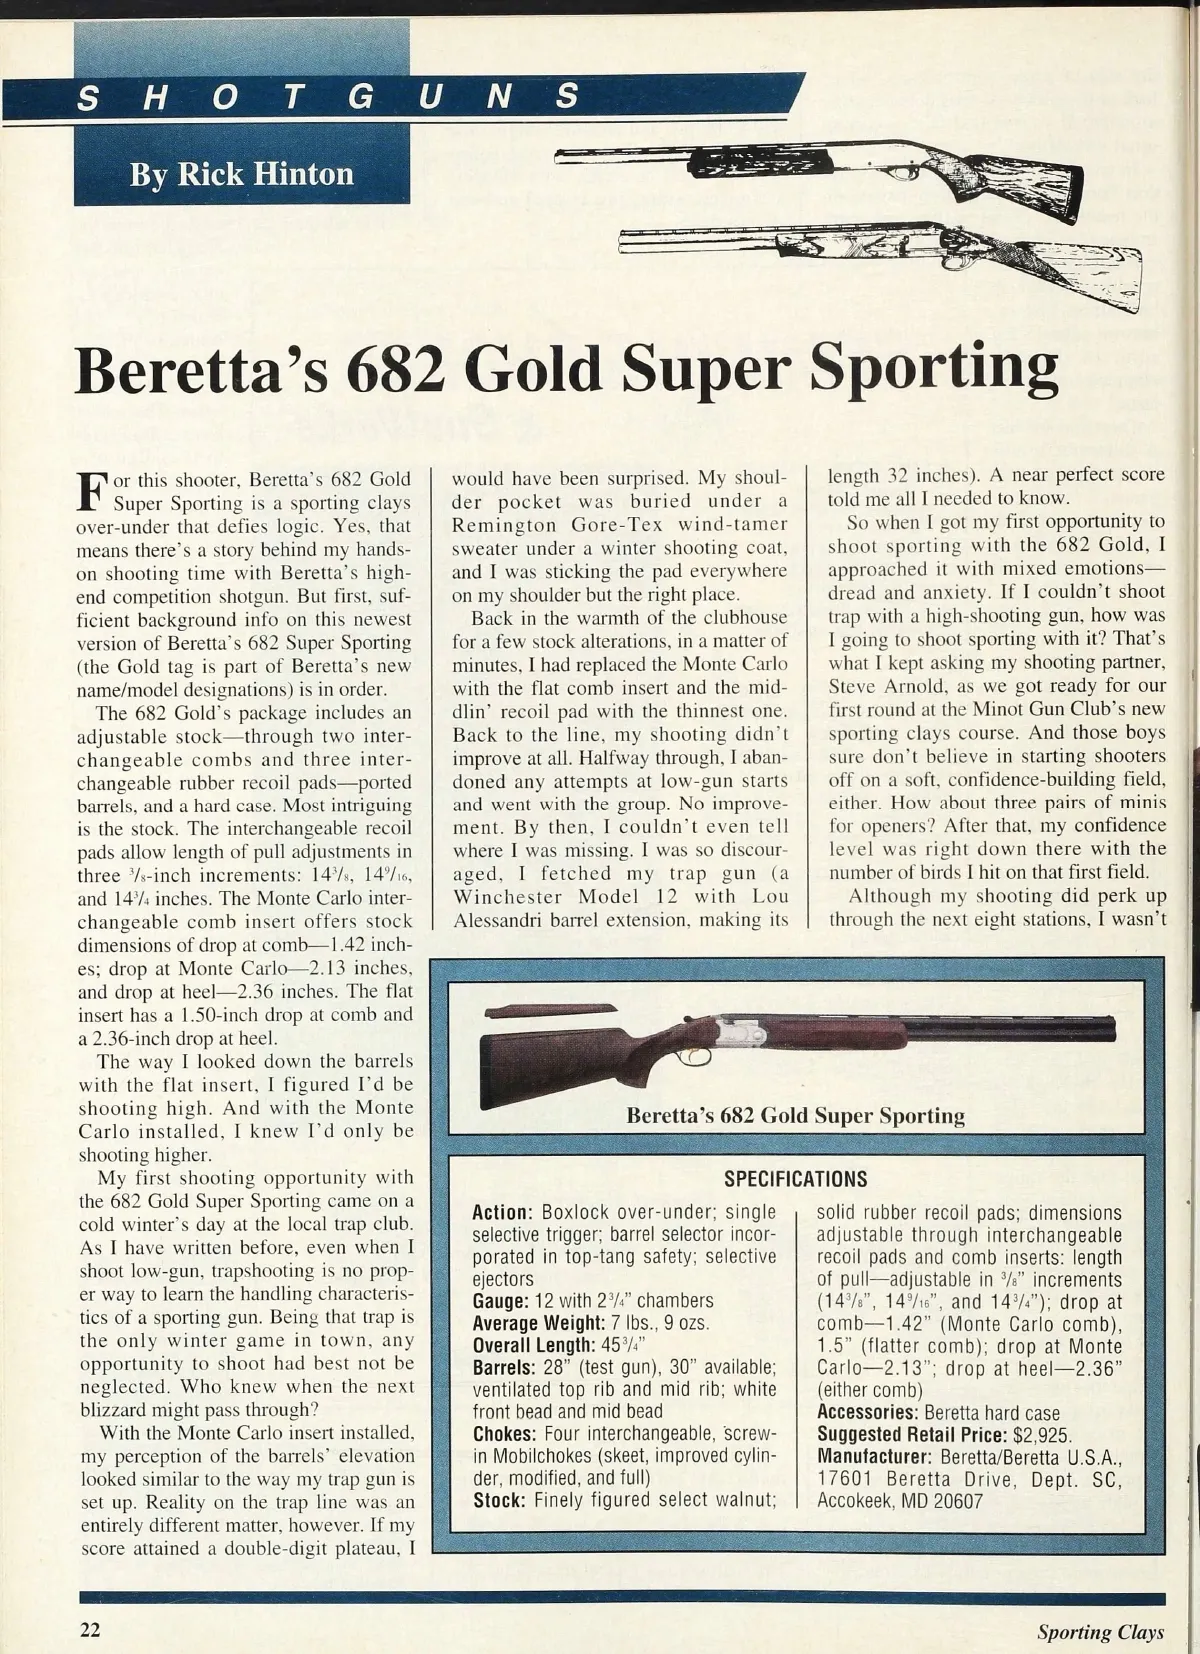 SHOTGUNS
By Rick Hinton
Beretta's 682 Gold Super Sporting
For this shooter, Beretta's 682 Gold
Super Sporting is a sporting clays
over-under that defies logic. Yes, that
means there's a story behind my hands-
on shooting time with Beretta's high-
end competition shotgun. But first, suf-
ficient background info on this newest
version of Beretta's 682 Super Sporting
(the Gold tag is part of Beretta's new
name/model designations) is in order.
The 682 Gold's package includes an
adjustable stock—through two inter-
changeable combs and three inter-
changeable rubber recoil pads—ported
barrels, and a hard case. Most intriguing
is the stock. The interchangeable recoil
pads allow length of pull adjustments in
three 3/8-inch increments: 14 3/8, 14 9/16,
and 14 3/4 inches. The Monte Carlo inter-
changeable comb insert offers stock
dimensions of drop at comb—1.42 inch-
es; drop at Monte Carlo—2.13 inches,
and drop at heel—2.36 inches. The flat
insert has a 1.50-inch drop at comb and
a 2.36-inch drop at heel.
The way I looked down the barrels
with the flat insert, I figured I'd be
shooting high. And with the Monte
Carlo installed, I knew I'd only be
shooting higher.
My first shooting opportunity with
the 682 Gold Super Sporting came on a
cold winter's day at the local trap club.
As I have written before, even when I
shoot low-gun, trapshooting is no prop-
er way to learn the handling characteris-
tics of a sporting gun. Being that trap is
the only winter game in town, any
opportunity to shoot had best not be
neglected. Who knew when the next
blizzard might pass through?
With the Monte Carlo insert installed,
my perception of the barrels' elevation
looked similar to the way my trap gun is
set up. Reality on the trap line was an
entirely different matter, however. If my
score attained a double-digit plateau, I
would have been surprised. My shoul-
der pocket was buried under a
Remington Gore-Tex wind-tamer
sweater under a winter shooting coat,
and I was sticking the pad everywhere
on my shoulder but the right place.
Back in the warmth of the clubhouse
for a few stock alterations, in a matter of
minutes, I had replaced the Monte Carlo
with the flat comb insert and the mid-
dlin' recoil pad with the thinnest one.
Back to the line, my shooting didn't
improve at all. Halfway through, I aban-
doned any attempts at low-gun starts
and went with the group. No improve-
ment. By then, I couldn't even tell
where I was missing. I was so discour-
aged, I fetched my trap gun (a
Winchester Model 12 with Lou
Alessandri barrel extension, making its
length 32 inches). A near perfect score
told me all I needed to know.
So when I got my first opportunity to
shoot sporting with the 682 Gold, I
approached it with mixed emotions—
dread and anxiety. If I couldn't shoot
trap with a high-shooting gun, how was
I going to shoot sporting with it? That's
what I kept asking my shooting partner,
Steve Arnold, as we got ready for our
first round at the Minot Gun Club's new
sporting clays course. And those boys
sure don't believe in starting shooters
off on a soft, confidence-building field,
either. How about three pairs of minis
for openers? After that, my confidence
level was right down there with the
number of birds I hit on that first field.
Although my shooting did perk up
through the next eight stations, I wasn't
Beretta's 682 Gold Super Sporting
SPECIFICATIONS
Action: Boxlock over-under; single
selective trigger; barrel selector incor-
porated in top-tang safety; selective
ejectors
Gauge: 12 with 2 3/4" chambers
Average Weight: 7 lbs., 9 ozs.
Overall Length: 45 3/4"
Barrels: 28" (test gun), 30" available;
ventilated top rib and mid rib; white
front bead and mid bead
Chokes: Four interchangeable, screw-
in Mobilchokes (skeet, improved cylin-
der, modified, and full)
Stock: Finely figured select walnut;
solid rubber recoil pads; dimensions
adjustable through interchangeable
recoil pads and comb inserts: length
of pull—adjustable in 3/8" increments
(14 3/8", 14 9/16", and 14 3/4"); drop at
comb—1.42" (Monte Carlo comb),
1.5" (flatter comb); drop at Monte
Carlo—2.13"; drop at heel—2.36"
(either comb)
Accessories: Beretta hard case
Suggested Retail Price: $2,925.
Manufacturer: Beretta/Beretta U.S.A.,
17601 Beretta Drive, Dept. SC,
Accokeek, MD 20607
22
Sporting Clays